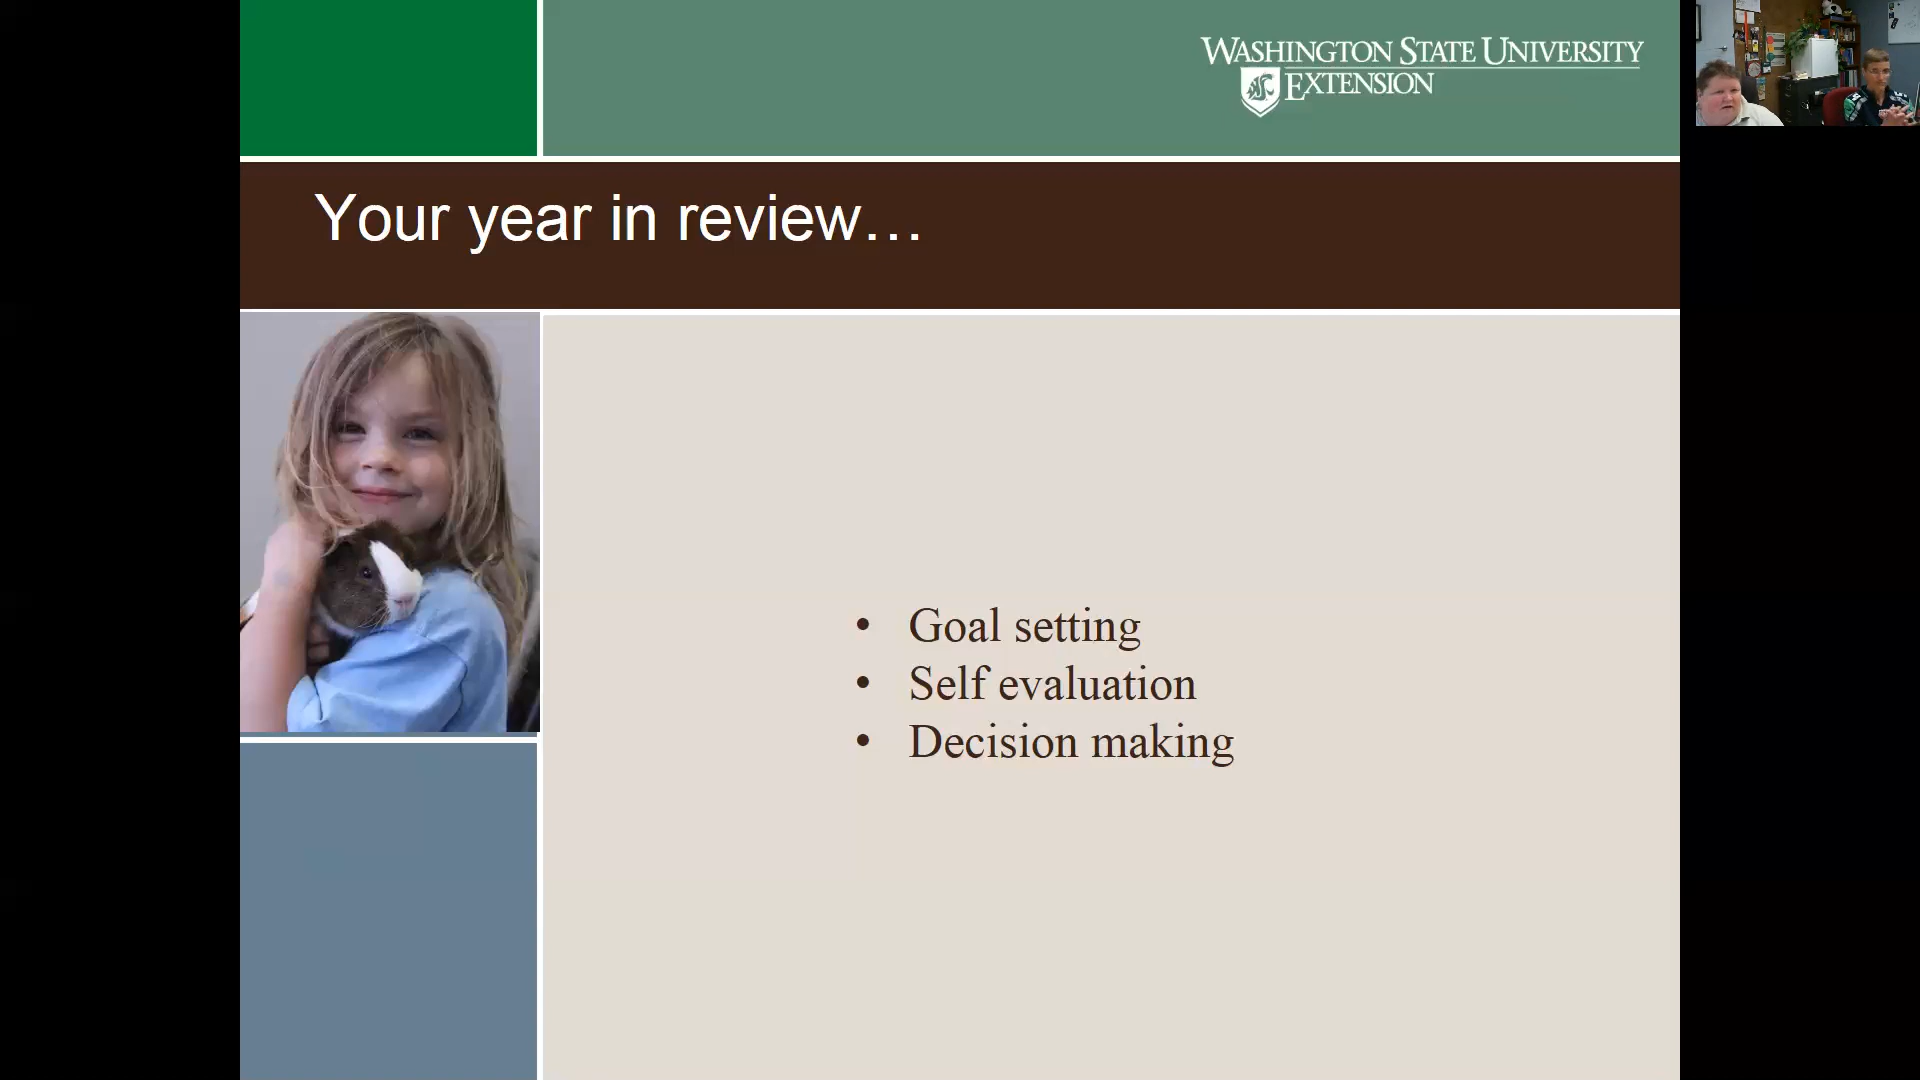 WASHINGTON STATE UNIVERSITY
EXTENSION
Your year in review…
• Goal setting
• Self evaluation
• Decision making